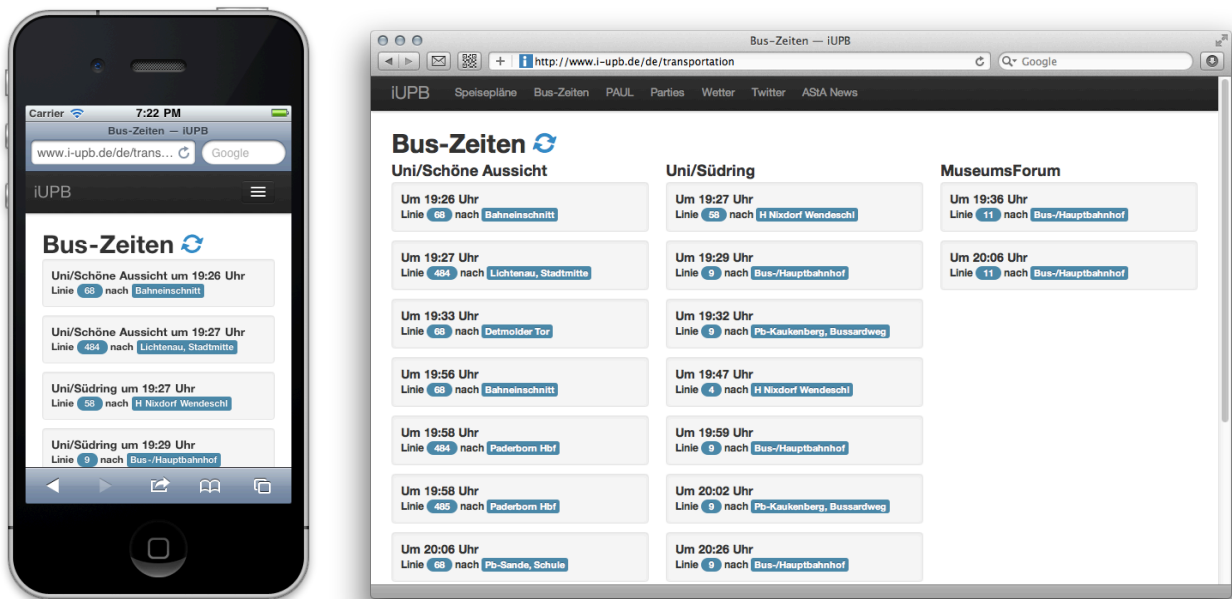 Carrier 7:22 PM
Bus-Zeiten — iUPB
www.i-upb.de/de/trans... Google
iUPB
Bus-Zeiten
Uni/Schöne Aussicht um 19:26 Uhr
Linie 68 nach Bahneinschnitt
Uni/Schöne Aussicht um 19:27 Uhr
Linie 484 nach Lichtenau, Stadtmitte
Uni/Südring um 19:27 Uhr
Linie 58 nach H Nixdorf Wendeschl
Uni/Südring um 19:29 Uhr
Linie 9 nach Bus-/Hauptbahnhof
Bus-Zeiten — iUPB
http://www.i-upb.de/de/transportation Google
iUPB Speisepläne Bus-Zeiten PAUL Parties Wetter Twitter AStA News
Bus-Zeiten
Uni/Schöne Aussicht
Um 19:26 Uhr
Linie 68 nach Bahneinschnitt
Um 19:27 Uhr
Linie 484 nach Lichtenau, Stadtmitte
Um 19:33 Uhr
Linie 68 nach Detmolder Tor
Um 19:56 Uhr
Linie 68 nach Bahneinschnitt
Um 19:58 Uhr
Linie 484 nach Paderborn Hbf
Um 19:58 Uhr
Linie 485 nach Paderborn Hbf
Um 20:06 Uhr
Linie 68 nach Pb-Sande, Schule
Uni/Südring
Um 19:27 Uhr
Linie 58 nach H Nixdorf Wendeschl
Um 19:29 Uhr
Linie 9 nach Bus-/Hauptbahnhof
Um 19:32 Uhr
Linie 9 nach Pb-Kaukenberg, Bussardweg
Um 19:47 Uhr
Linie 4 nach H Nixdorf Wendeschl
Um 19:59 Uhr
Linie 9 nach Bus-/Hauptbahnhof
Um 20:02 Uhr
Linie 9 nach Pb-Kaukenberg, Bussardweg
Um 20:26 Uhr
Linie 9 nach Bus-/Hauptbahnhof
MuseumsForum
Um 19:36 Uhr
Linie 11 nach Bus-/Hauptbahnhof
Um 20:06 Uhr
Linie 11 nach Bus-/Hauptbahnhof